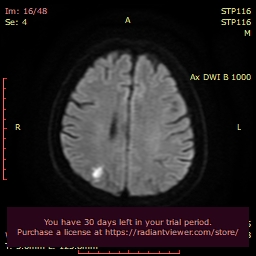 Im: 16/48
Se: 4
A
STP116
STP116
M
Ax DWI B 1000
R
L
You have 30 days left in your trial period.
Purchase a license at https://radiantviewer.com/store/